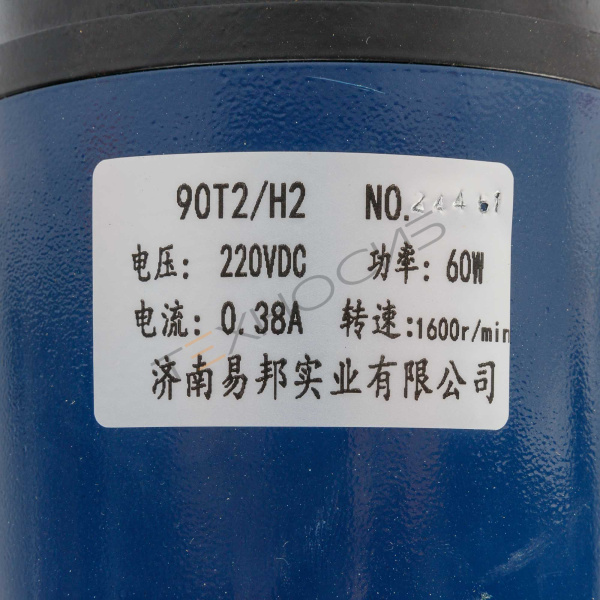 90T2/H2 NO.
电压: 220VDC 功率: 60W
电流: 0.38A 转速:1600r/min
济南易邦实业有限公司